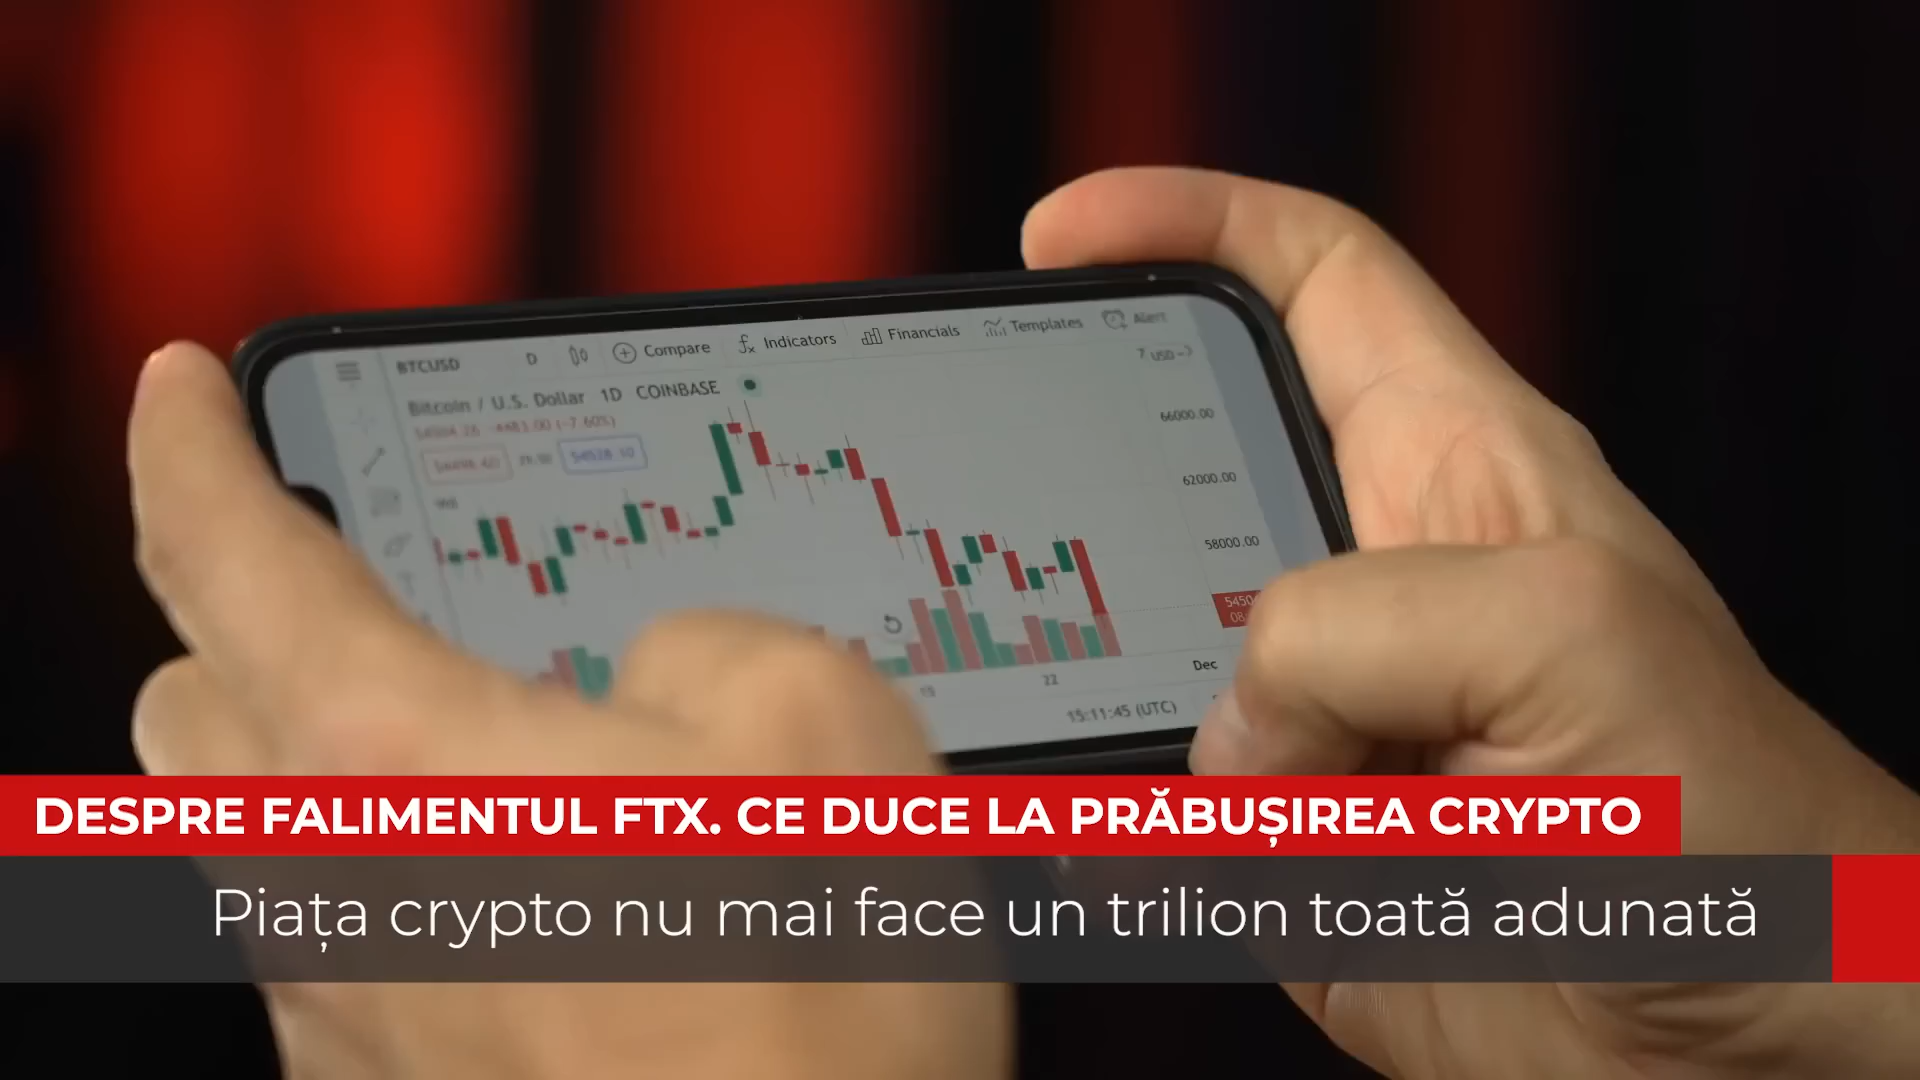 BTCUSD D Compare Indicators Financials Templates Alert
Bitcoin / U.S. Dollar 1D COINBASE
USD
66000.00
62000.00
58000.00
22
Dec
15:11:45 (UTC)
DESPRE FALIMENTUL FTX. CE DUCE LA PRĂBUȘIREA CRYPTO
Piața crypto nu mai face un trilion toată adunată